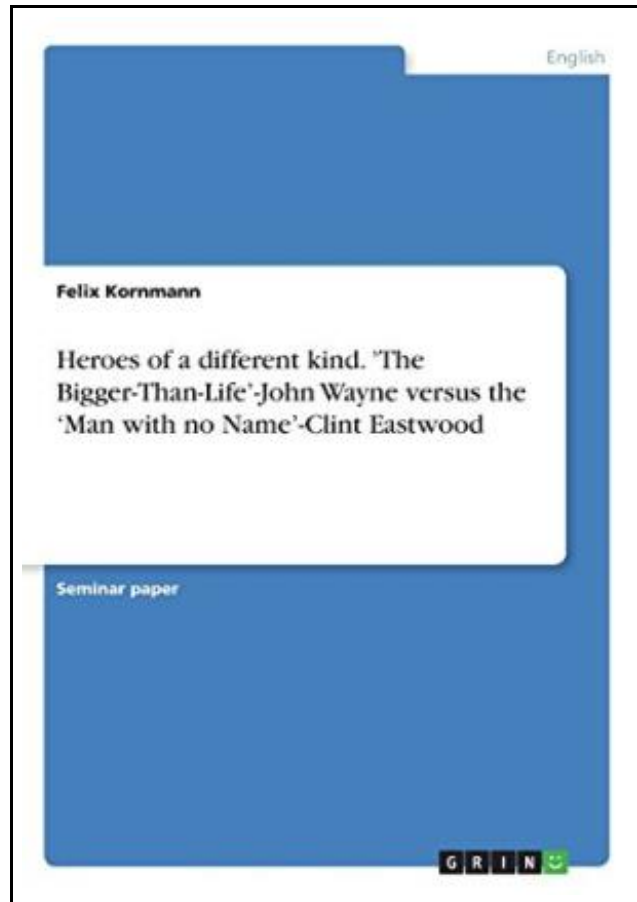 English
Felix Kornmann
Heroes of a different kind. 'The
Bigger-Than-Life'-John Wayne versus the
‘Man with no Name’-Clint Eastwood
Seminar paper
GRIN